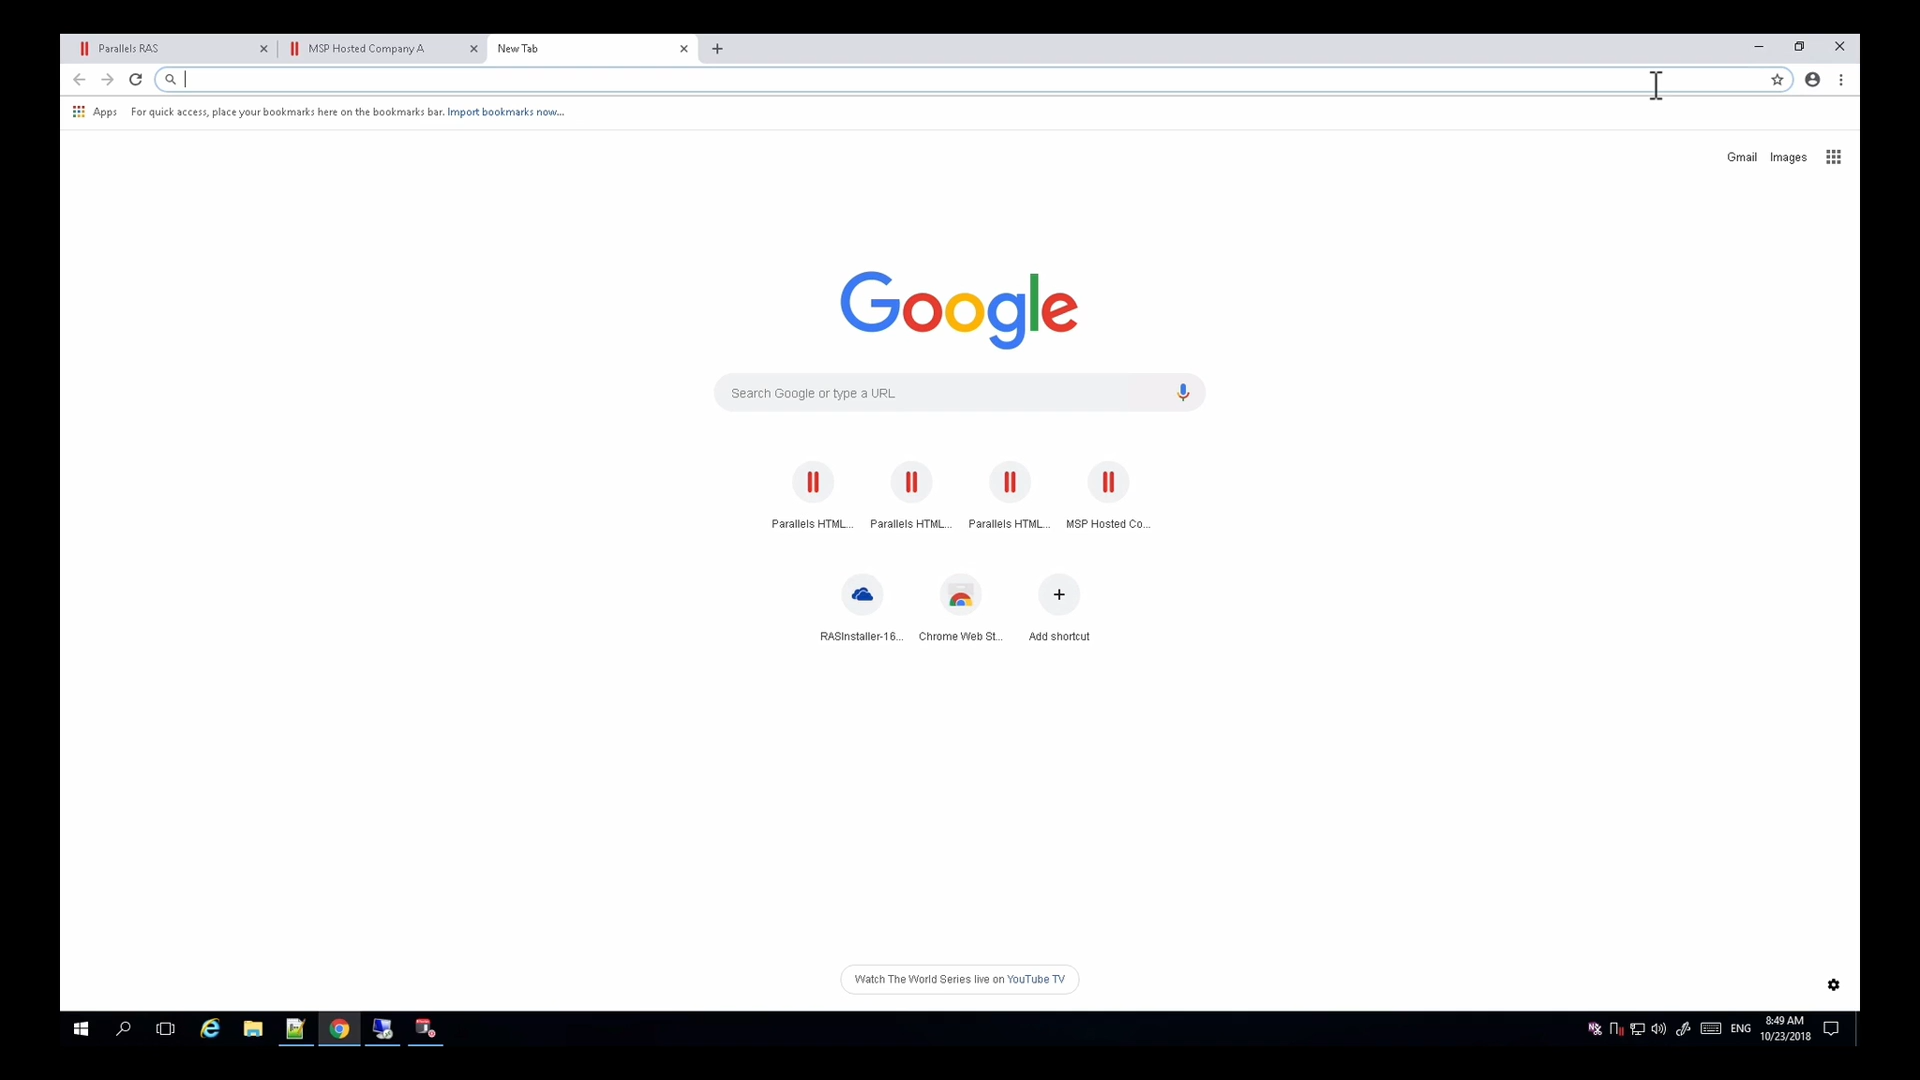 Parallels RAS
MSP Hosted Company A
New Tab
Apps
For quick access, place your bookmarks here on the bookmarks bar. Import bookmarks now...
Gmail
Images
Google
Search Google or type a URL
Parallels HTML...
Parallels HTML...
Parallels HTML...
MSP Hosted Co...
RASInstaller-16...
Chrome Web St...
Add shortcut
Watch The World Series live on YouTube TV
ENG
8:49 AM
10/23/2018